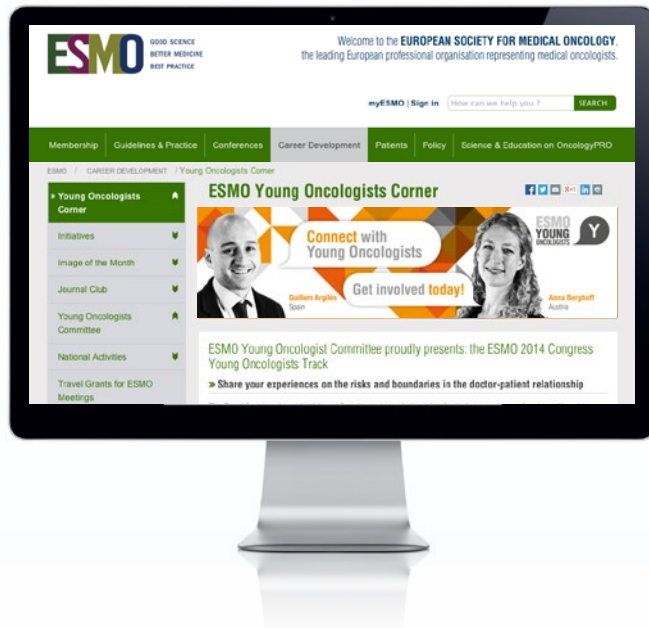 ESMO
GOOD SCIENCE
BETTER MEDICINE
BEST PRACTICE
Welcome to the EUROPEAN SOCIETY FOR MEDICAL ONCOLOGY.
the leading European professional organisation representing medical oncologists.
myESMO | Sign in
How can we help you ?
SEARCH
Membership
Guidelines & Practice
Conferences
Career Development
Patents
Policy
Science & Education on OncologyPRO
ESMO / CAREER DEVELOPMENT / Young Oncologists Corner
» Young Oncologists
Corner
Initiatives
Image of the Month
Journal Club
Young Oncologists
Committee
National Activities
Travel Grants for ESMO
Meetings
ESMO Young Oncologists Corner
Connect with
Young Oncologists
Get involved today!
Guillem Argilés
Spain
ESMO
YOUNG
ONCOLOGISTS
Y
Anna Berghoff
Austria
ESMO Young Oncologist Committee proudly presents: the ESMO 2014 Congress
Young Oncologists Track
» Share your experiences on the risks and boundaries in the doctor-patient relationship